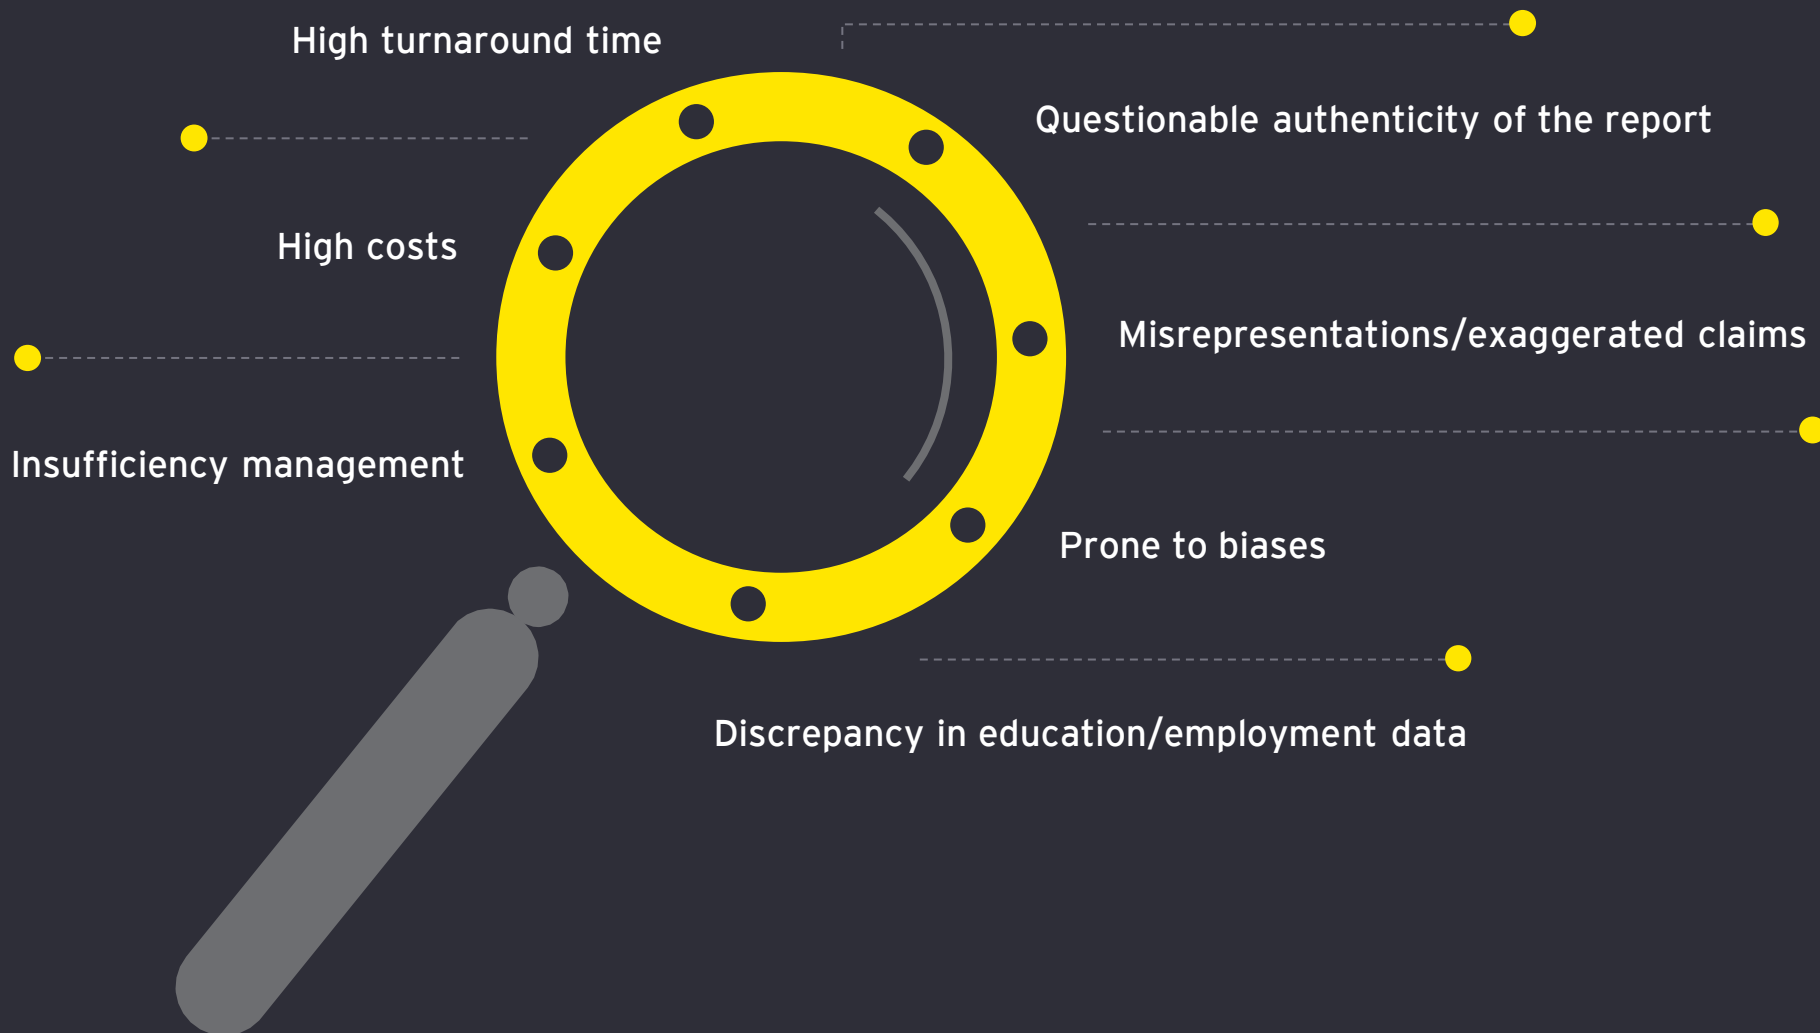 High turnaround time
Questionable authenticity of the report
High costs
Misrepresentations/exaggerated claims
Insufficiency management
Prone to biases
Discrepancy in education/employment data